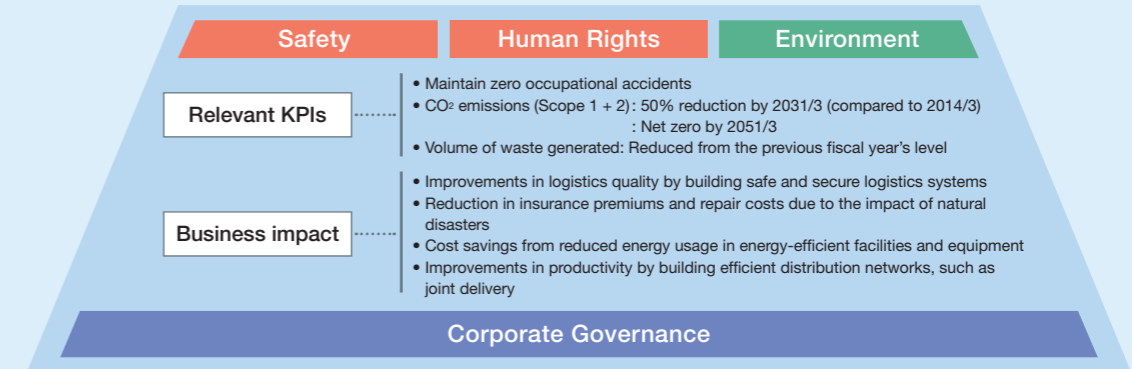 Safety
Human Rights
Environment
Relevant KPIs
• Maintain zero occupational accidents
• CO2 emissions (Scope 1 + 2): 50% reduction by 2031/3 (compared to 2014/3)
: Net zero by 2051/3
• Volume of waste generated: Reduced from the previous fiscal year's level
Business impact
• Improvements in logistics quality by building safe and secure logistics systems
• Reduction in insurance premiums and repair costs due to the impact of natural
disasters
• Cost savings from reduced energy usage in energy-efficient facilities and equipment
• Improvements in productivity by building efficient distribution networks, such as
joint delivery
Corporate Governance